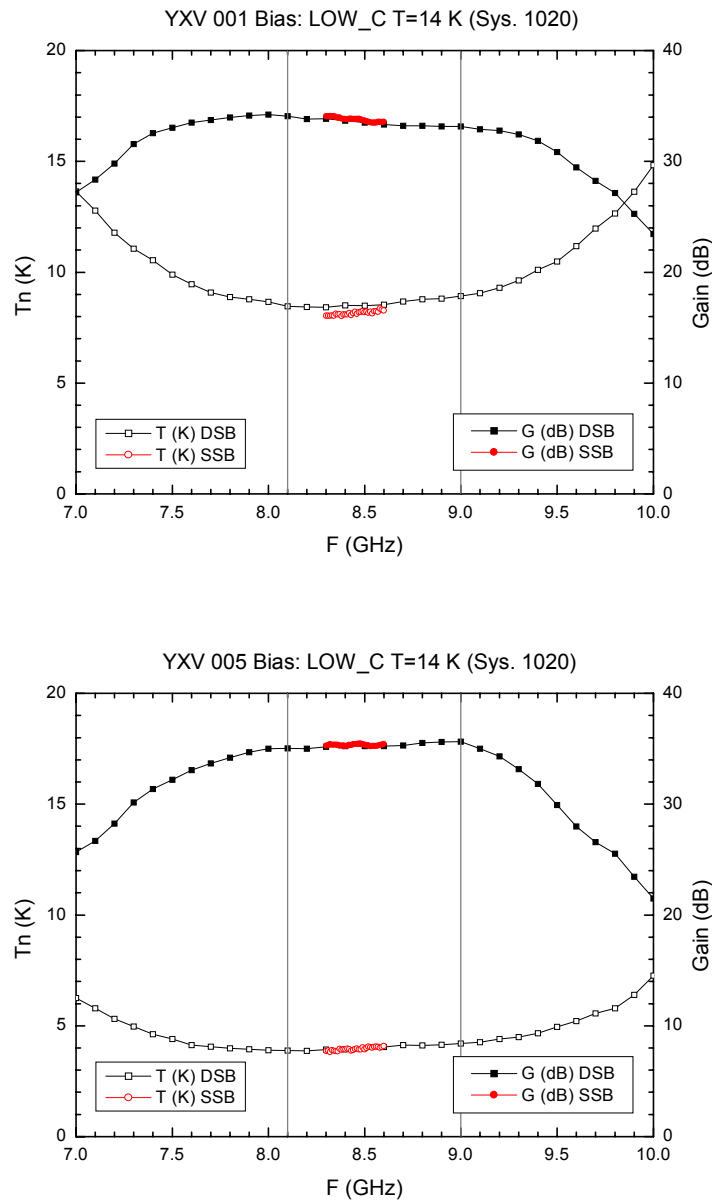 YXV 001 Bias: LOW_C T=14 K (Sys. 1020)
20
15
10
5
0
Tn (K)
40
30
20
10
0
Gain (dB)
T (K) DSB
T (K) SSB
G (dB) DSB
G (dB) SSB
7.0 7.5 8.0 8.5 9.0 9.5 10.0
F (GHz)
YXV 005 Bias: LOW_C T=14 K (Sys. 1020)
20
15
10
5
0
Tn (K)
40
30
20
10
0
Gain (dB)
T (K) DSB
T (K) SSB
G (dB) DSB
G (dB) SSB
7.0 7.5 8.0 8.5 9.0 9.5 10.0
F (GHz)